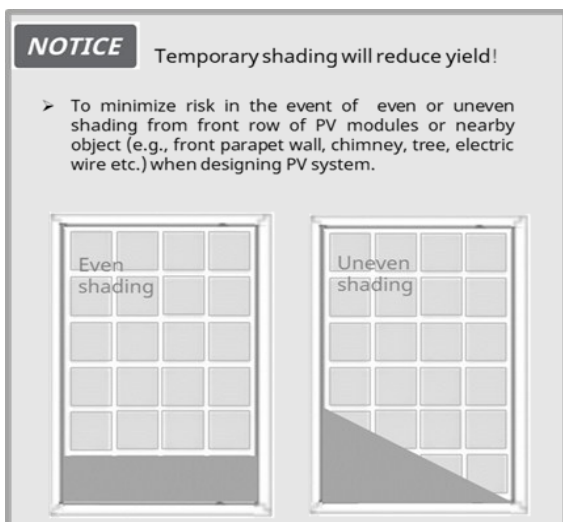 NOTICE Temporary shading will reduce yield!
➢ To minimize risk in the event of even or uneven
shading from front row of PV modules or nearby
object (e.g., front parapet wall, chimney, tree, electric
wire etc.) when designing PV system.
Even
shading
Uneven
shading